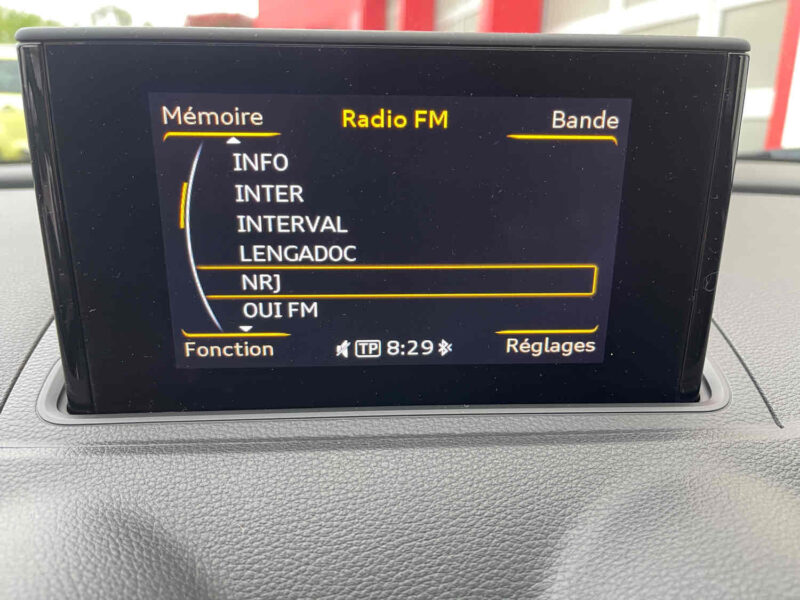 Mémoire Radio FM Bande
INFO
INTER
INTERVAL
LENGADOC
NRJ
OUI FM
Fonction TP 8:29 Réglages